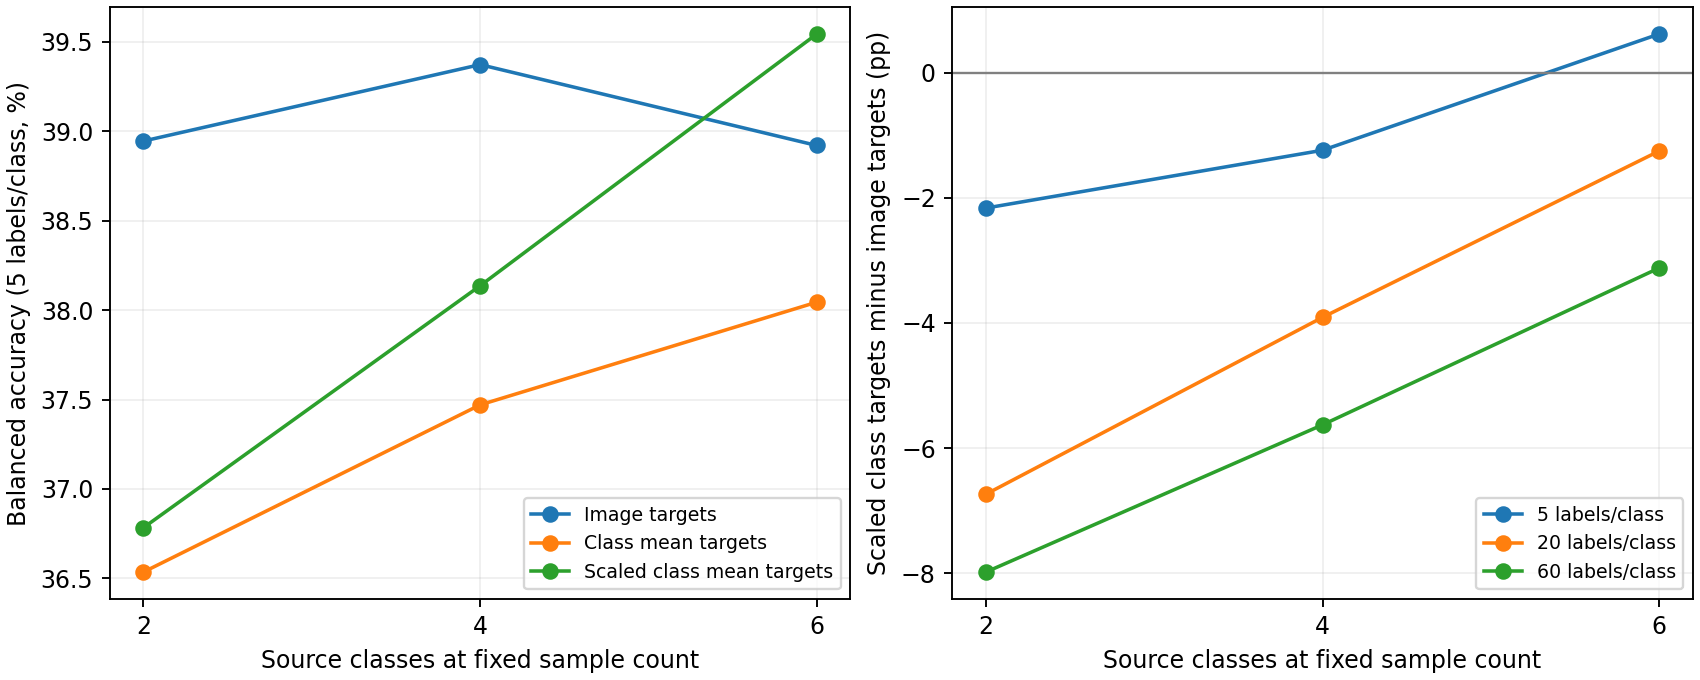 Balanced accuracy (5 labels/class, %)
39.5
39.0
38.5
38.0
37.5
37.0
36.5
2
4
6
Source classes at fixed sample count
Image targets
Class mean targets
Scaled class mean targets
Scaled class targets minus image targets (pp)
0
−2
−4
−6
−8
2
4
6
Source classes at fixed sample count
5 labels/class
20 labels/class
60 labels/class